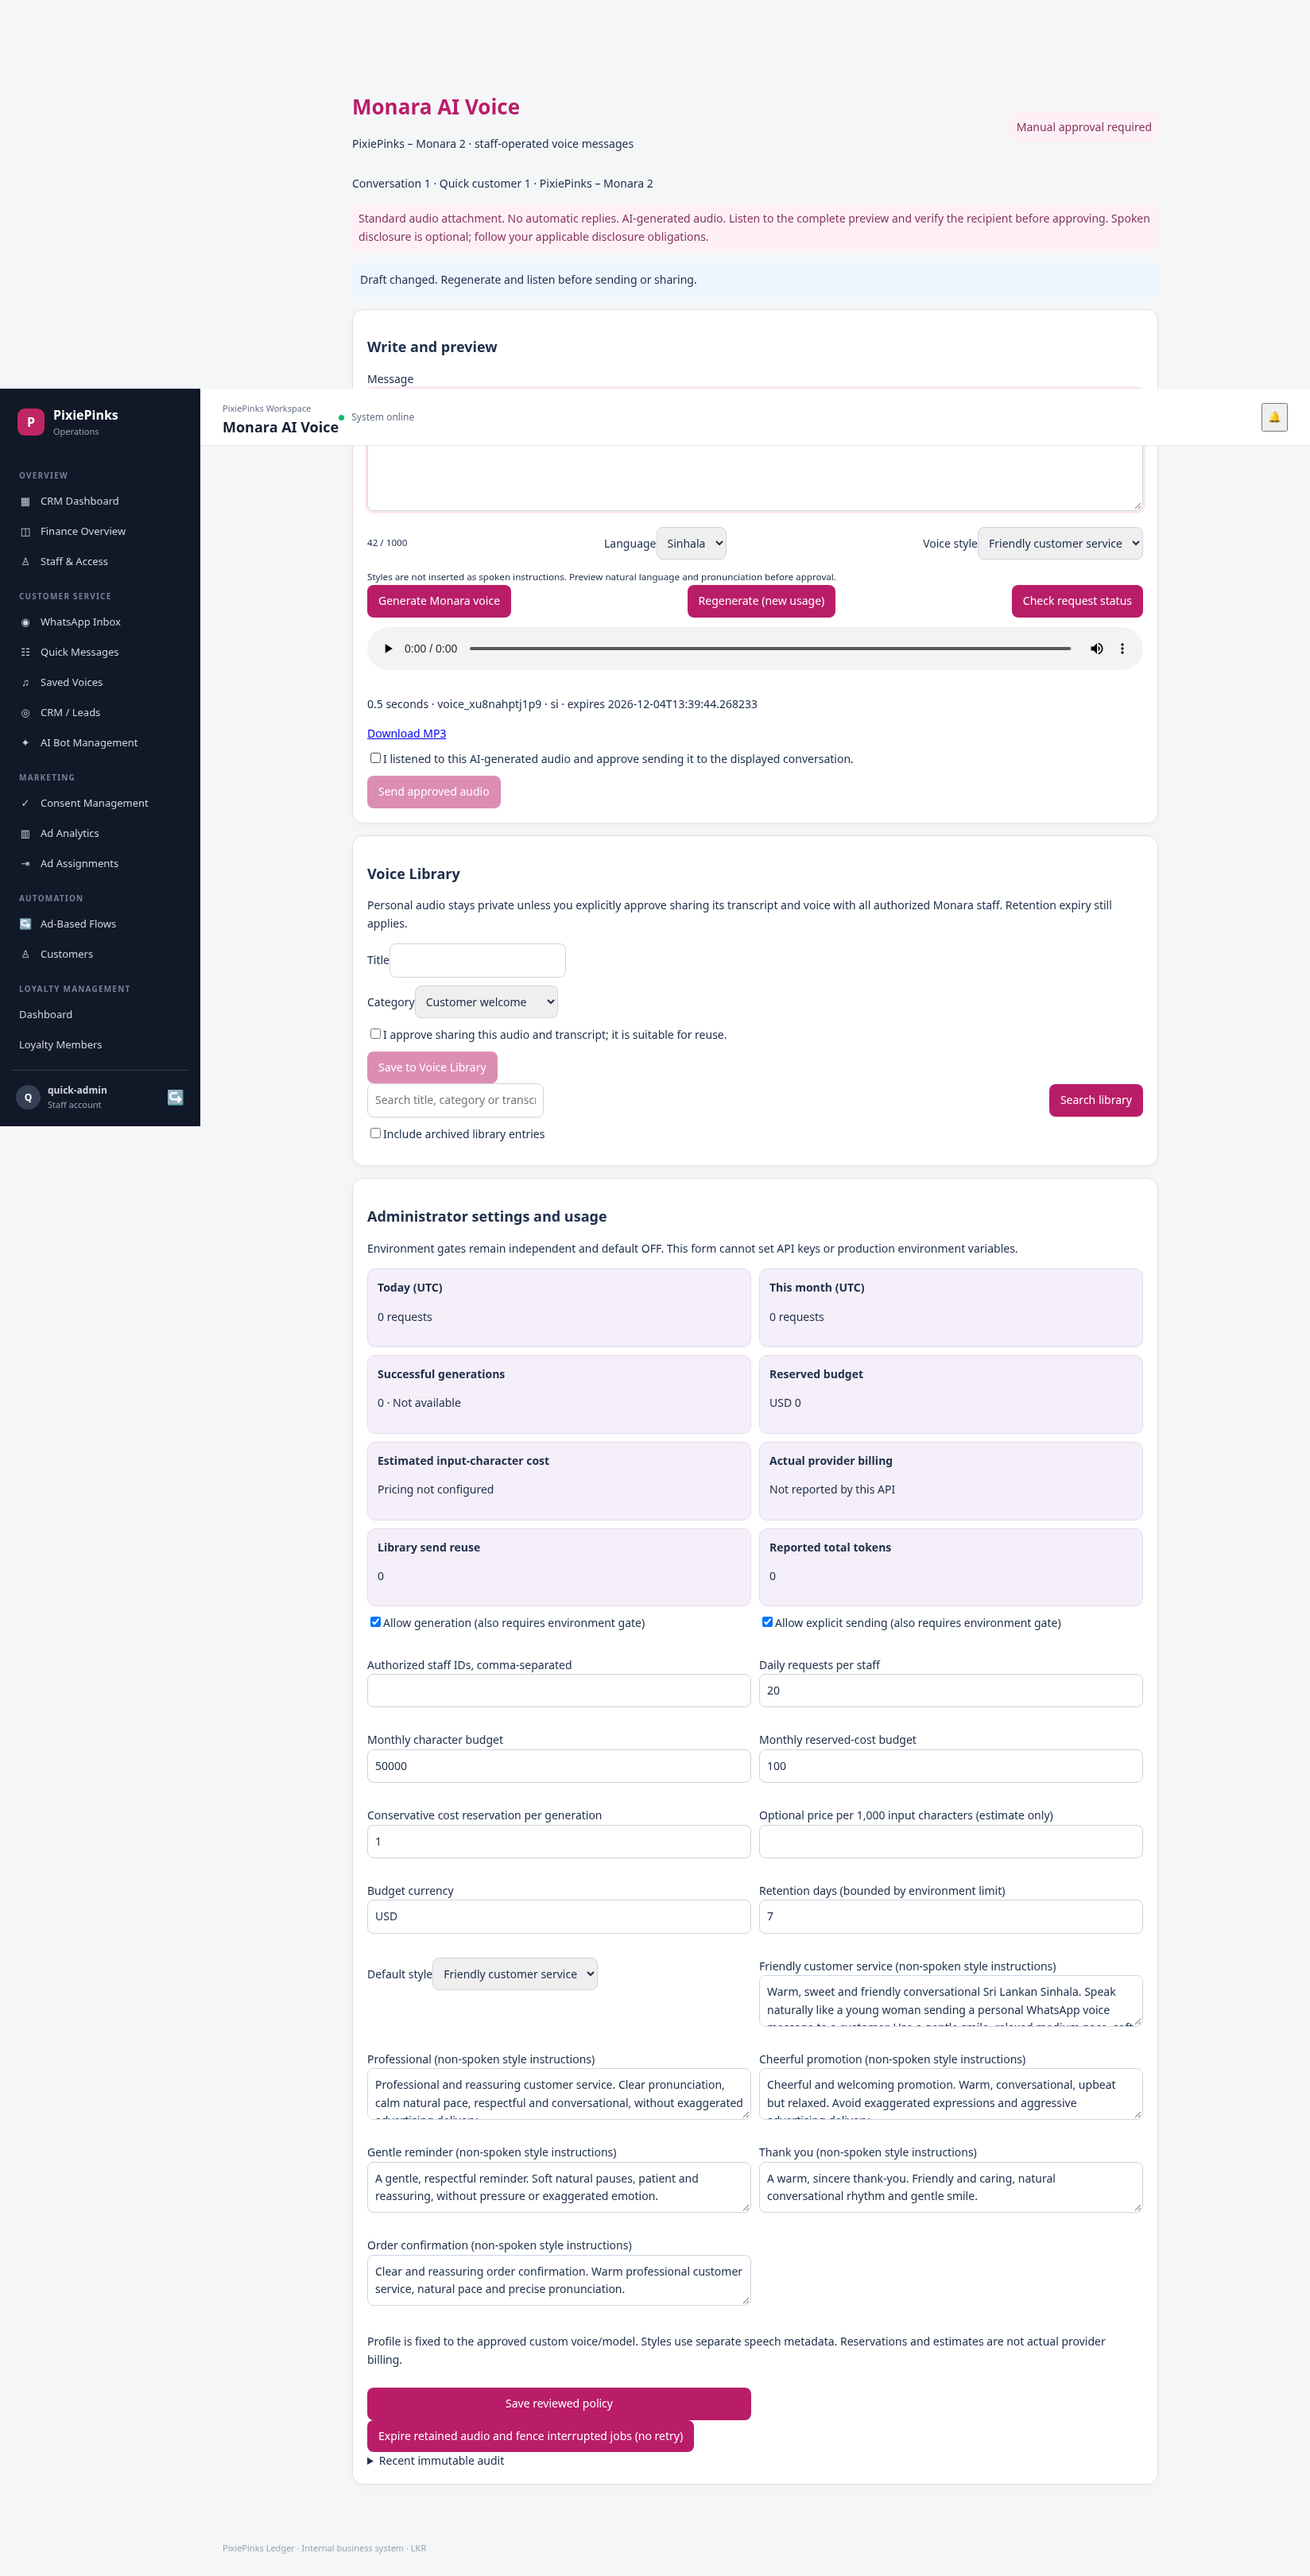 Monara AI Voice
Manual approval required
PixiePinks – Monara 2 · staff-operated voice messages
Conversation 1 · Quick customer 1 · PixiePinks – Monara 2
Standard audio attachment. No automatic replies. AI-generated audio. Listen to the complete preview and verify the recipient before approving. Spoken
disclosure is optional; follow your applicable disclosure obligations.
Draft changed. Regenerate and listen before sending or sharing.
Write and preview
Message
P
PixiePinks
Operations
PixiePinks Workspace
Monara AI Voice
System online
OVERVIEW
CRM Dashboard
Finance Overview
Staff & Access
CUSTOMER SERVICE
WhatsApp Inbox
Quick Messages
Saved Voices
CRM / Leads
AI Bot Management
MARKETING
Consent Management
Ad Analytics
Ad Assignments
AUTOMATION
Ad-Based Flows
Customers
LOYALTY MANAGEMENT
Dashboard
Loyalty Members
Q
quick-admin
Staff account
42 / 1000
Language Sinhala
Voice style Friendly customer service
Styles are not inserted as spoken instructions. Preview natural language and pronunciation before approval.
Generate Monara voice
Regenerate (new usage)
Check request status
0:00 / 0:00
0.5 seconds · voice_xu8nahptj1p9 · si · expires 2026-12-04T13:39:44.268233
Download MP3
I listened to this AI-generated audio and approve sending it to the displayed conversation.
Send approved audio
Voice Library
Personal audio stays private unless you explicitly approve sharing its transcript and voice with all authorized Monara staff. Retention expiry still
applies.
Title
Category Customer welcome
I approve sharing this audio and transcript; it is suitable for reuse.
Save to Voice Library
Search title, category or transc
Search library
Include archived library entries
Administrator settings and usage
Environment gates remain independent and default OFF. This form cannot set API keys or production environment variables.
Today (UTC)
0 requests
This month (UTC)
0 requests
Successful generations
0 · Not available
Reserved budget
USD 0
Estimated input-character cost
Pricing not configured
Actual provider billing
Not reported by this API
Library send reuse
0
Reported total tokens
0
Allow generation (also requires environment gate)
Allow explicit sending (also requires environment gate)
Authorized staff IDs, comma-separated
Daily requests per staff
20
Monthly character budget
50000
Monthly reserved-cost budget
100
Conservative cost reservation per generation
1
Optional price per 1,000 input characters (estimate only)
Budget currency
USD
Retention days (bounded by environment limit)
7
Default style Friendly customer service
Friendly customer service (non-spoken style instructions)
Warm, sweet and friendly conversational Sri Lankan Sinhala. Speak
naturally like a young woman sending a personal WhatsApp voice
message to a customer. Use a gentle smile, relaxed medium pace, soft
Professional (non-spoken style instructions)
Professional and reassuring customer service. Clear pronunciation,
calm natural pace, respectful and conversational, without exaggerated
advertising delivery.
Cheerful promotion (non-spoken style instructions)
Cheerful and welcoming promotion. Warm, conversational, upbeat
but relaxed. Avoid exaggerated expressions and aggressive
advertising delivery.
Gentle reminder (non-spoken style instructions)
A gentle, respectful reminder. Soft natural pauses, patient and
reassuring, without pressure or exaggerated emotion.
Thank you (non-spoken style instructions)
A warm, sincere thank-you. Friendly and caring, natural
conversational rhythm and gentle smile.
Order confirmation (non-spoken style instructions)
Clear and reassuring order confirmation. Warm professional customer
service, natural pace and precise pronunciation.
Profile is fixed to the approved custom voice/model. Styles use separate speech metadata. Reservations and estimates are not actual provider
billing.
Save reviewed policy
Expire retained audio and fence interrupted jobs (no retry)
Recent immutable audit
PixiePinks Ledger · Internal business system · LKR